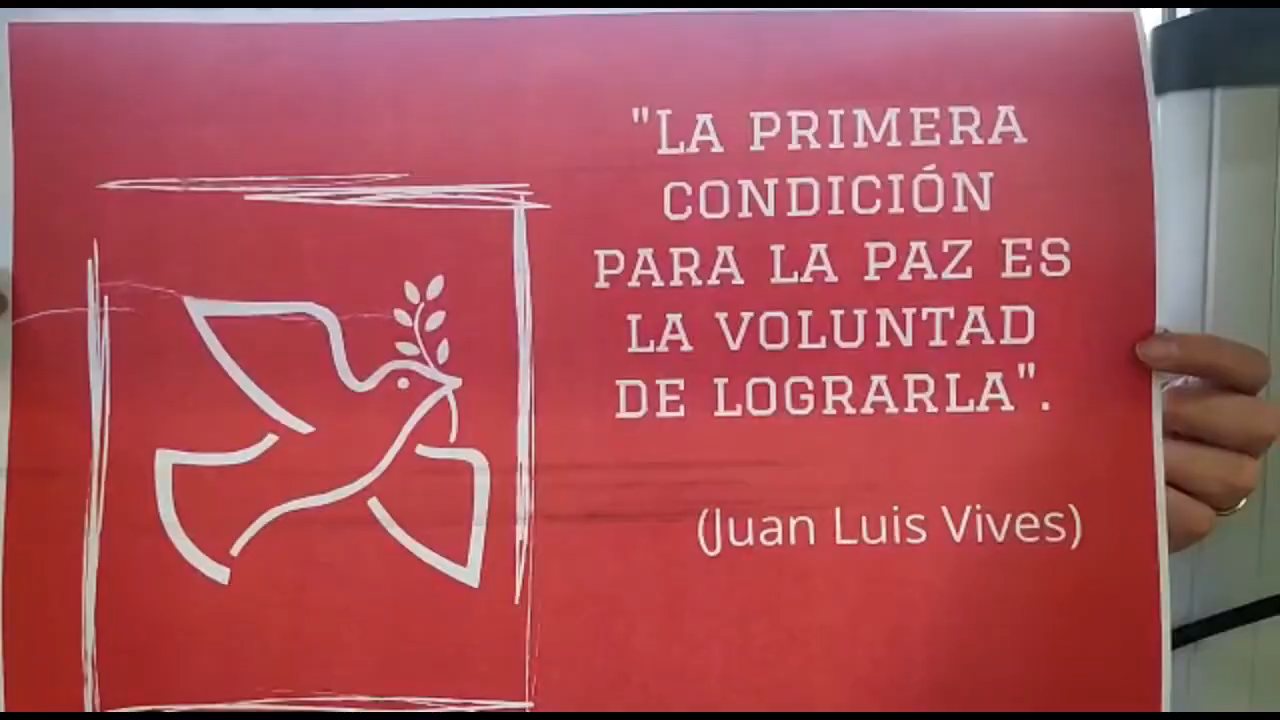 "LA PRIMERA
CONDICIÓN
PARA LA PAZ ES
LA VOLUNTAD
DE LOGRARLA".
(Juan Luis Vives)